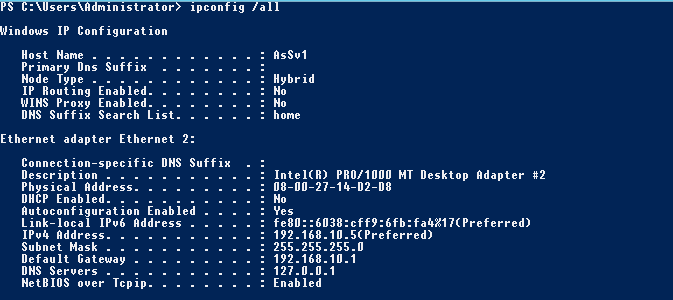 PS C:\Users\Administrator> ipconfig /all
Windows IP Configuration
Host Name . . . . . . . . . . . . : AsSv1
Primary Dns Suffix  . . . . . . . :
Node Type . . . . . . . . . . . . : Hybrid
IP Routing Enabled. . . . . . . . : No
WINS Proxy Enabled. . . . . . . . : No
DNS Suffix Search List. . . . . . : home
Ethernet adapter Ethernet 2:
Connection-specific DNS Suffix  . :
Description . . . . . . . . . . . : Intel(R) PRO/1000 MT Desktop Adapter #2
Physical Address. . . . . . . . . : 08-00-27-14-D2-D8
DHCP Enabled. . . . . . . . . . . : No
Autoconfiguration Enabled . . . . : Yes
Link-local IPv6 Address . . . . . : fe80::6038:cff9:6fb:fa4%17(Preferred)
IPv4 Address. . . . . . . . . . . : 192.168.10.5(Preferred)
Subnet Mask . . . . . . . . . . . : 255.255.255.0
Default Gateway . . . . . . . . . : 192.168.10.1
DNS Servers . . . . . . . . . . . : 127.0.0.1
NetBIOS over Tcpip. . . . . . . . : Enabled